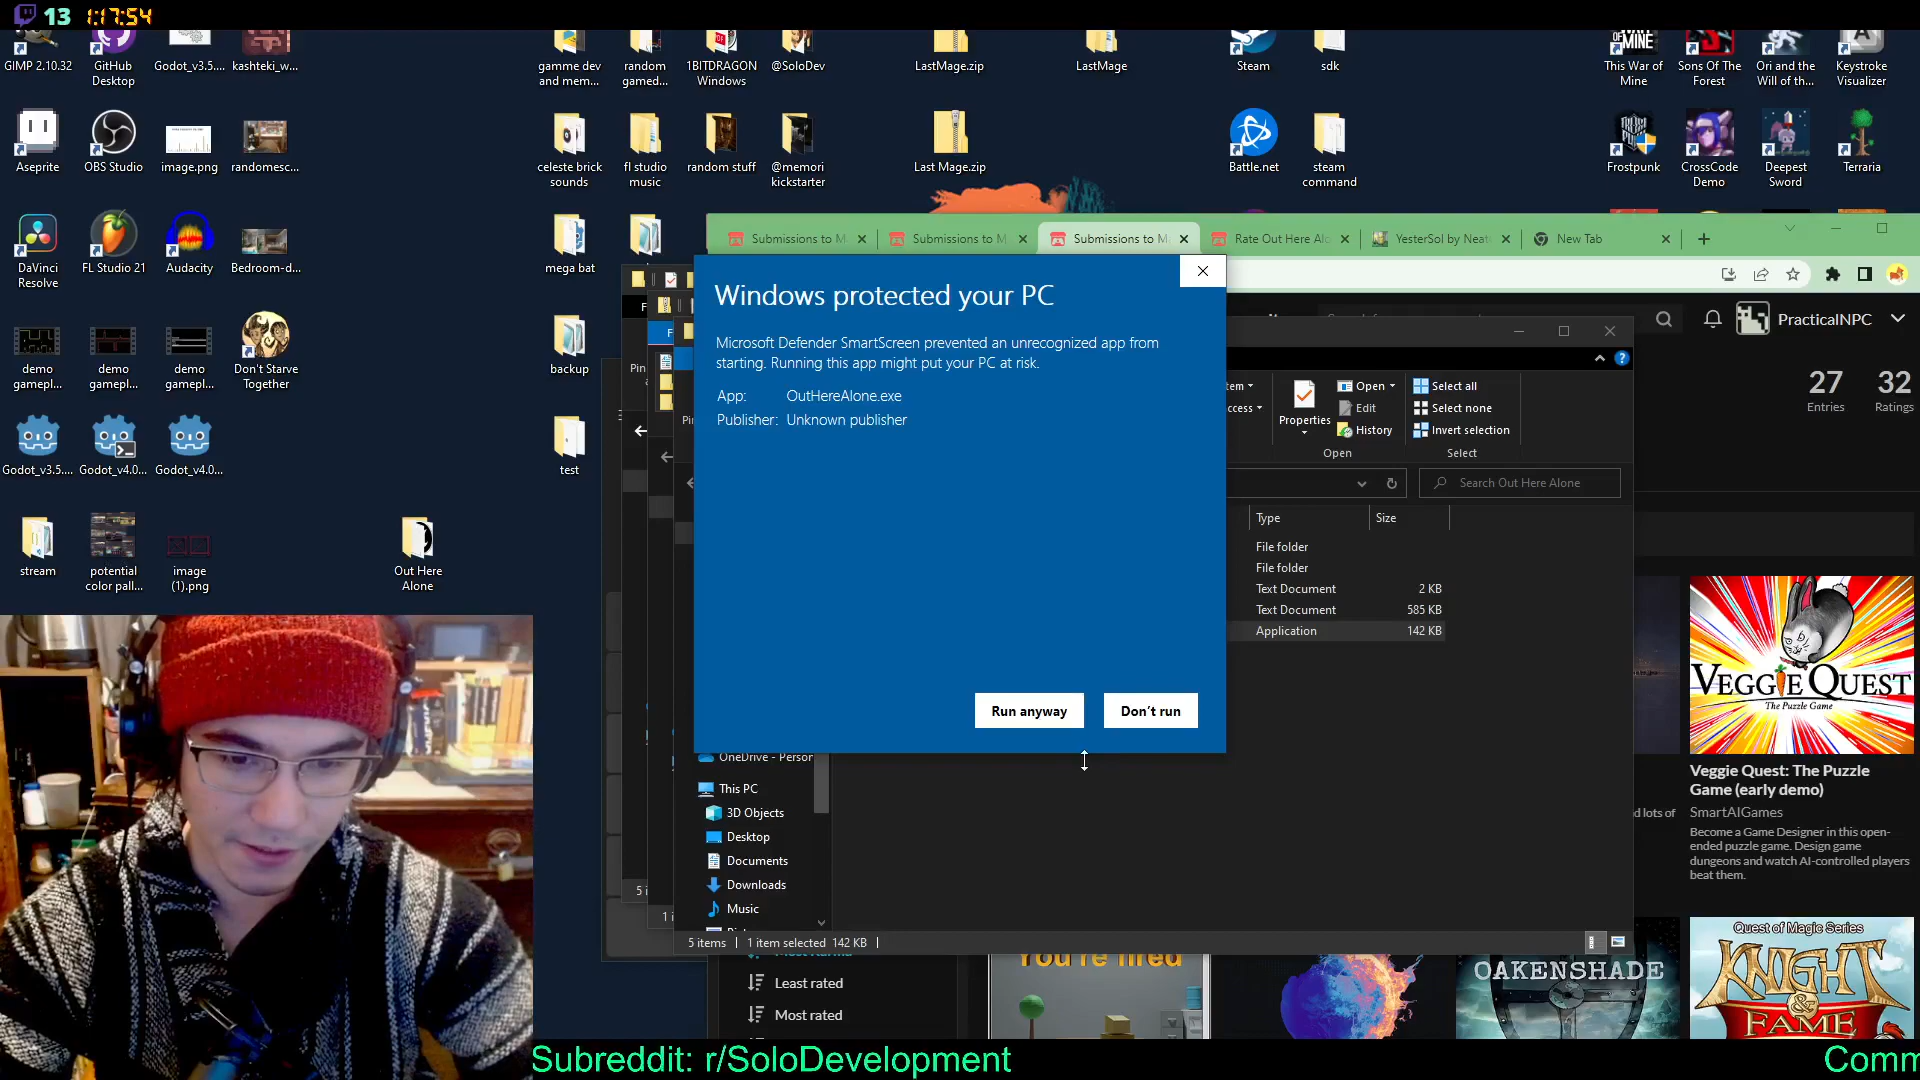 13
1:17:54
GIMP 2.10.32
GitHub
Desktop
Godot_v3.5....
kashteki_w...
gamme dev
and mem...
random
gamed...
1BITDRAGON
Windows
@SoloDev
LastMage.zip
LastMage
Steam
sdk
This War of
Mine
Sons Of The
Forest
Ori and the
Will of th...
Keystroke
Visualizer
Aseprite
OBS Studio
image.png
randomesc...
celeste brick
sounds
fl studio
music
random stuff
@memori
kickstarter
Last Mage.zip
Battle.net
steam
command
Frostpunk
CrossCode
Demo
Deepest
Sword
Terraria
DaVinci
Resolve
FL Studio 21
Audacity
Bedroom-d...
mega bat
Submissions to M
Submissions to M
Submissions to M
Rate Out Here Alo
YesterSol by Neat
New Tab
demo
gamepl...
demo
gamepl...
demo
gamepl...
Don't Starve
Together
backup
Godot_v3.5....
Godot_v4.0...
Godot_v4.0...
test
stream
potential
color pall...
image
(1).png
Out Here
Alone
Windows protected your PC
Microsoft Defender SmartScreen prevented an unrecognized app from
starting. Running this app might put your PC at risk.
App: OutHereAlone.exe
Publisher: Unknown publisher
Run anyway
Don't run
PracticalNPC
27
Entries
32
Ratings
Properties
Open
Edit
History
Open
Select all
Select none
Invert selection
Select
Search Out Here Alone
Type
Size
File folder
File folder
Text Document 2 KB
Text Document 585 KB
Application 142 KB
OneDrive - Person
This PC
3D Objects
Desktop
Documents
Downloads
Music
5 items
1 item selected 142 KB
Least rated
Most rated
You're fired
VEGGIE QUEST
The Puzzle Game
Veggie Quest: The Puzzle
Game (early demo)
SmartAIGames
Become a Game Designer in this open-
ended puzzle game. Design game
dungeons and watch AI-controlled players
beat them.
d lots of
OAKENSHADE
Quest of Magic Series
KNIGHT
& FAME
Subreddit: r/SoloDevelopment
Comm